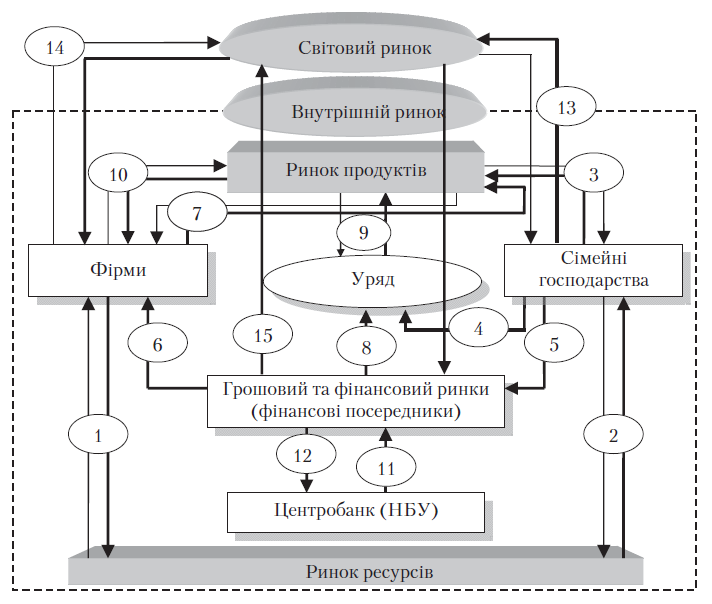 14
Світовий ринок
Внутрішній ринок
13
Ринок продуктів
10
3
7
9
Фірми
Уряд
Сімейні
господарства
15
8
4
6
5
Грошовий та фінансовий ринки
(фінансові посередники)
1
2
12
11
Центробанк (НБУ)
Ринок ресурсів